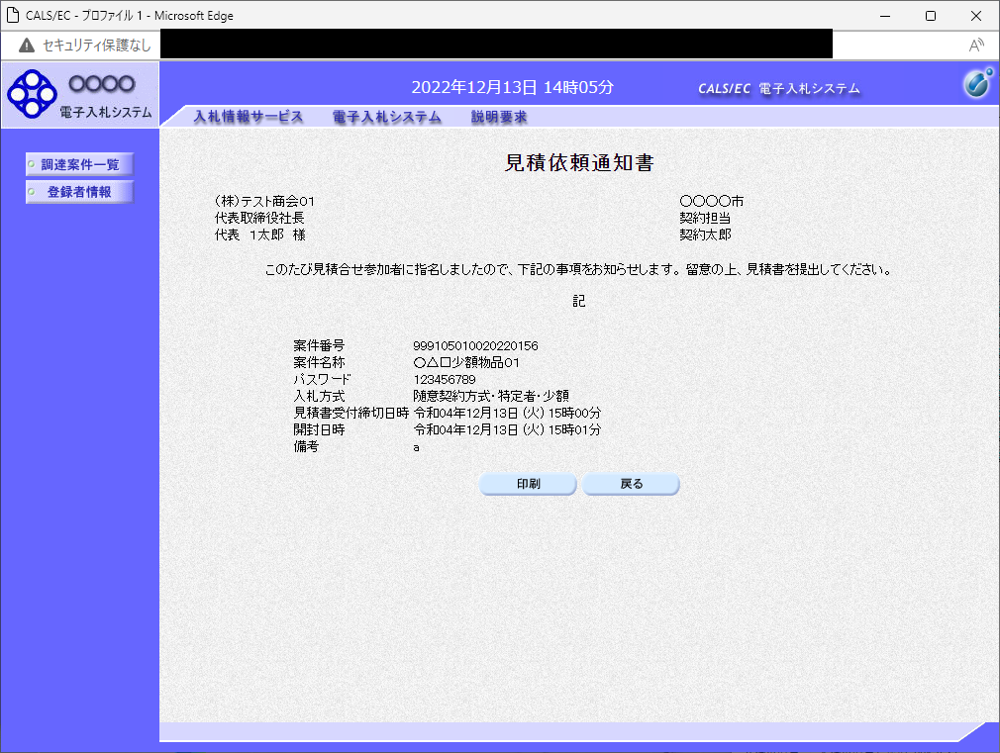 CALS/EC - プロファイル 1 - Microsoft Edge
セキュリティ保護なし
〇〇〇〇
電子入札システム
2022年12月13日 14時05分
CALS/EC 電子入札システム
入札情報サービス 電子入札システム 説明要求
調達案件一覧
登録者情報
見積依頼通知書
(株)テスト商会01
代表取締役社長
代表 1太郎 様
〇〇〇〇市
契約担当
契約太郎
このたび見積合せ参加者に指名しましたので、下記の事項をお知らせします。留意の上、見積書を提出してください。
記
案件番号 999105010020220156
案件名称 〇△□少額物品01
パスワード 123456789
入札方式 随意契約方式・特定者・少額
見積書受付締切日時 令和04年12月13日(火) 15時00分
開封日時 令和04年12月13日(火) 15時01分
備考 a
印刷 戻る